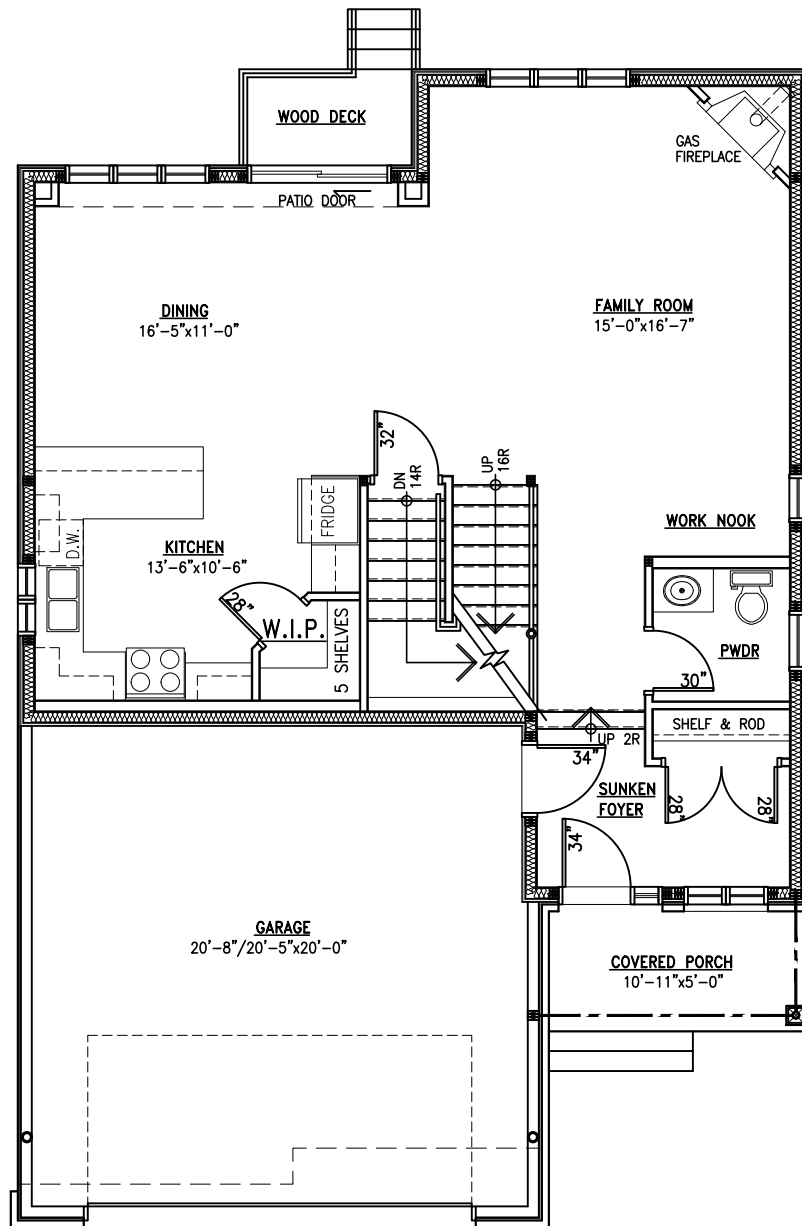 WOOD DECK
GAS
FIREPLACE
PATIO DOOR
DINING
16'-5"x11'-0"
FAMILY ROOM
15'-0"x16'-7"
32"
DN
14R
UP
16R
FRIDGE
D.W.
KITCHEN
13'-6"x10'-6"
WORK NOOK
28"
W.I.P.
5 SHELVES
PWDR
30"
SHELF & ROD
UP 2R
34"
SUNKEN
FOYER
28"
28"
34"
GARAGE
20'-8"/20'-5"x20'-0"
COVERED PORCH
10'-11"x5'-0"